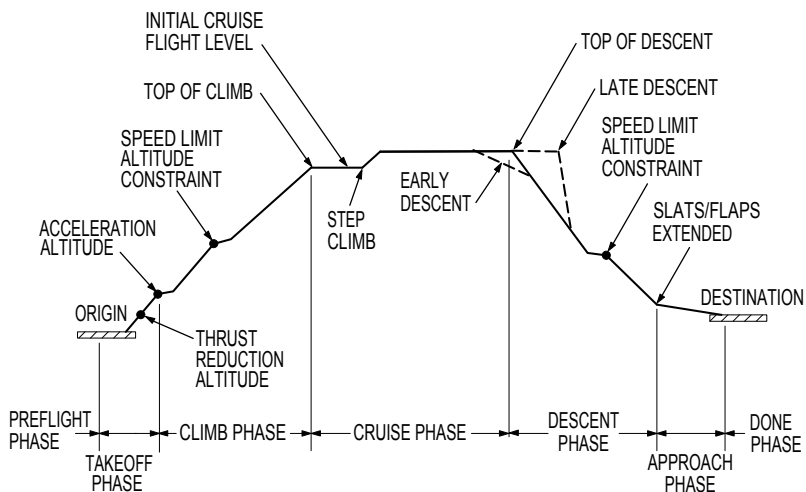 INITIAL CRUISE
FLIGHT LEVEL
TOP OF DESCENT
TOP OF CLIMB
LATE DESCENT
SPEED LIMIT
ALTITUDE
CONSTRAINT
SPEED LIMIT
ALTITUDE
CONSTRAINT
EARLY
DESCENT
STEP
CLIMB
ACCELERATION
ALTITUDE
SLATS/FLAPS
EXTENDED
ORIGIN
DESTINATION
THRUST
REDUCTION
ALTITUDE
PREFLIGHT
PHASE
TAKEOFF
PHASE
CLIMB PHASE
CRUISE PHASE
DESCENT
PHASE
APPROACH
PHASE
DONE
PHASE